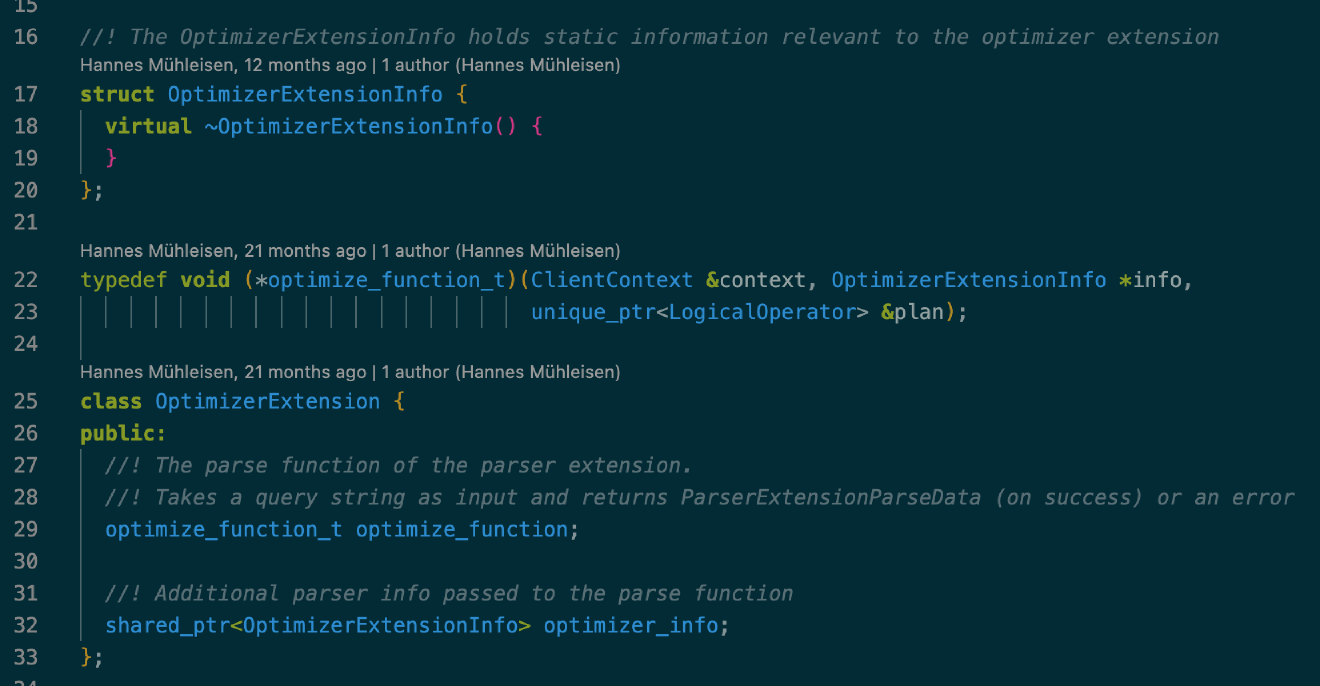 15
16 //! The OptimizerExtensionInfo holds static information relevant to the optimizer extension
Hannes Mühleisen, 12 months ago | 1 author (Hannes Mühleisen)
17 struct OptimizerExtensionInfo {
18 virtual ~OptimizerExtensionInfo() {
19 }
20 };
21
Hannes Mühleisen, 21 months ago | 1 author (Hannes Mühleisen)
22 typedef void (*optimize_function_t)(ClientContext &context, OptimizerExtensionInfo *info,
23 unique_ptr<LogicalOperator> &plan);
24
Hannes Mühleisen, 21 months ago | 1 author (Hannes Mühleisen)
25 class OptimizerExtension {
26 public:
27 //! The parse function of the parser extension.
28 //! Takes a query string as input and returns ParserExtensionParseData (on success) or an error
29 optimize_function_t optimize_function;
30
31 //! Additional parser info passed to the parse function
32 shared_ptr<OptimizerExtensionInfo> optimizer_info;
33 };
34